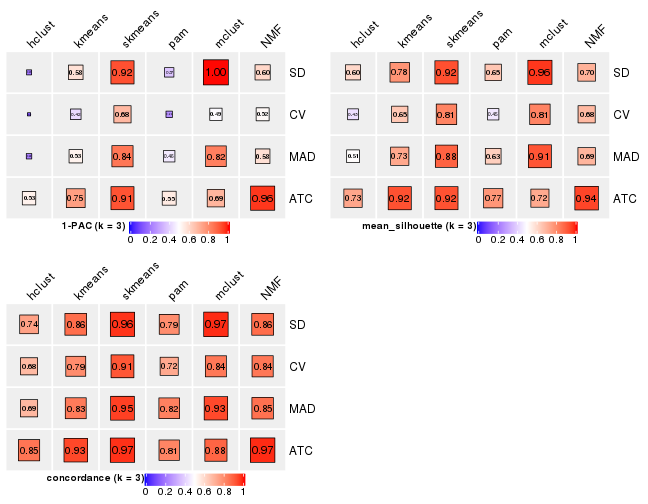 hclust kmeans skmeans pam mclust NMF
0.58 0.92 1.00 0.60 SD
0.68 0.49 0.52 CV
0.53 0.84 0.82 0.58 MAD
0.53 0.75 0.91 0.55 0.69 0.96 ATC
1-PAC (k = 3)
0 0.2 0.4 0.6 0.8 1
hclust kmeans skmeans pam mclust NMF
0.60 0.78 0.92 0.65 0.96 0.70 SD
0.65 0.81 0.81 0.68 CV
0.51 0.73 0.88 0.63 0.91 0.69 MAD
0.73 0.92 0.92 0.77 0.72 0.94 ATC
mean_silhouette (k = 3)
0 0.2 0.4 0.6 0.8 1
hclust kmeans skmeans pam mclust NMF
0.74 0.86 0.96 0.79 0.97 0.86 SD
0.68 0.79 0.91 0.72 0.84 0.84 CV
0.69 0.83 0.95 0.82 0.93 0.85 MAD
0.85 0.93 0.97 0.81 0.88 0.97 ATC
concordance (k = 3)
0 0.2 0.4 0.6 0.8 1